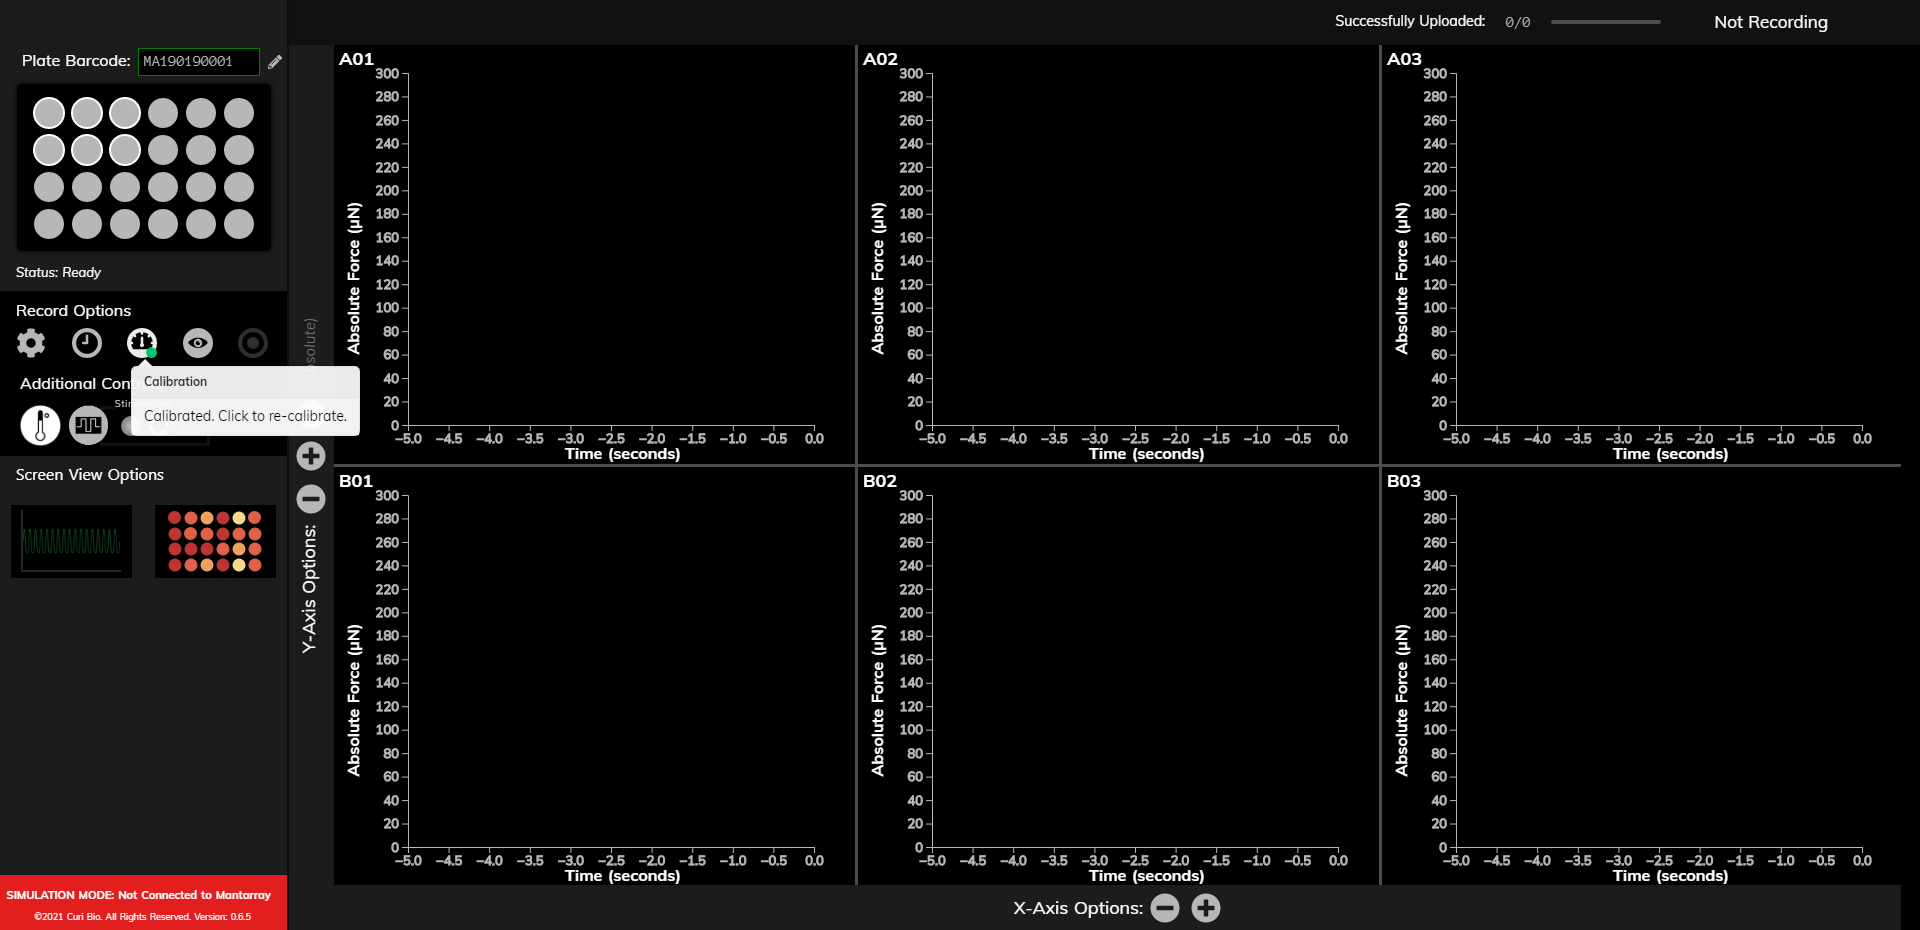 Successfully Uploaded: 0/0 Not Recording
Plate Barcode: MA190190001
Status: Ready
Record Options
Additional Cont
Calibration
Calibrated. Click to re-calibrate.
Screen View Options
SIMULATION MODE: Not Connected to Mantarray
©2021 Curi Bio. All Rights Reserved. Version: 0.6.5
Y-Axis Options:
A01
Absolute Force (µN)
300
280
260
240
220
200
180
160
140
120
100
80
60
40
20
0
−5.0 −4.5 −4.0 −3.5 −3.0 −2.5 −2.0 −1.5 −1.0 −0.5 0.0
Time (seconds)
A02
Absolute Force (µN)
300
280
260
240
220
200
180
160
140
120
100
80
60
40
20
0
−5.0 −4.5 −4.0 −3.5 −3.0 −2.5 −2.0 −1.5 −1.0 −0.5 0.0
Time (seconds)
A03
Absolute Force (µN)
300
280
260
240
220
200
180
160
140
120
100
80
60
40
20
0
−5.0 −4.5 −4.0 −3.5 −3.0 −2.5 −2.0 −1.5 −1.0 −0.5 0.0
Time (seconds)
B01
Absolute Force (µN)
300
280
260
240
220
200
180
160
140
120
100
80
60
40
20
0
−5.0 −4.5 −4.0 −3.5 −3.0 −2.5 −2.0 −1.5 −1.0 −0.5 0.0
Time (seconds)
B02
Absolute Force (µN)
300
280
260
240
220
200
180
160
140
120
100
80
60
40
20
0
−5.0 −4.5 −4.0 −3.5 −3.0 −2.5 −2.0 −1.5 −1.0 −0.5 0.0
Time (seconds)
B03
Absolute Force (µN)
300
280
260
240
220
200
180
160
140
120
100
80
60
40
20
0
−5.0 −4.5 −4.0 −3.5 −3.0 −2.5 −2.0 −1.5 −1.0 −0.5 0.0
Time (seconds)
X-Axis Options: